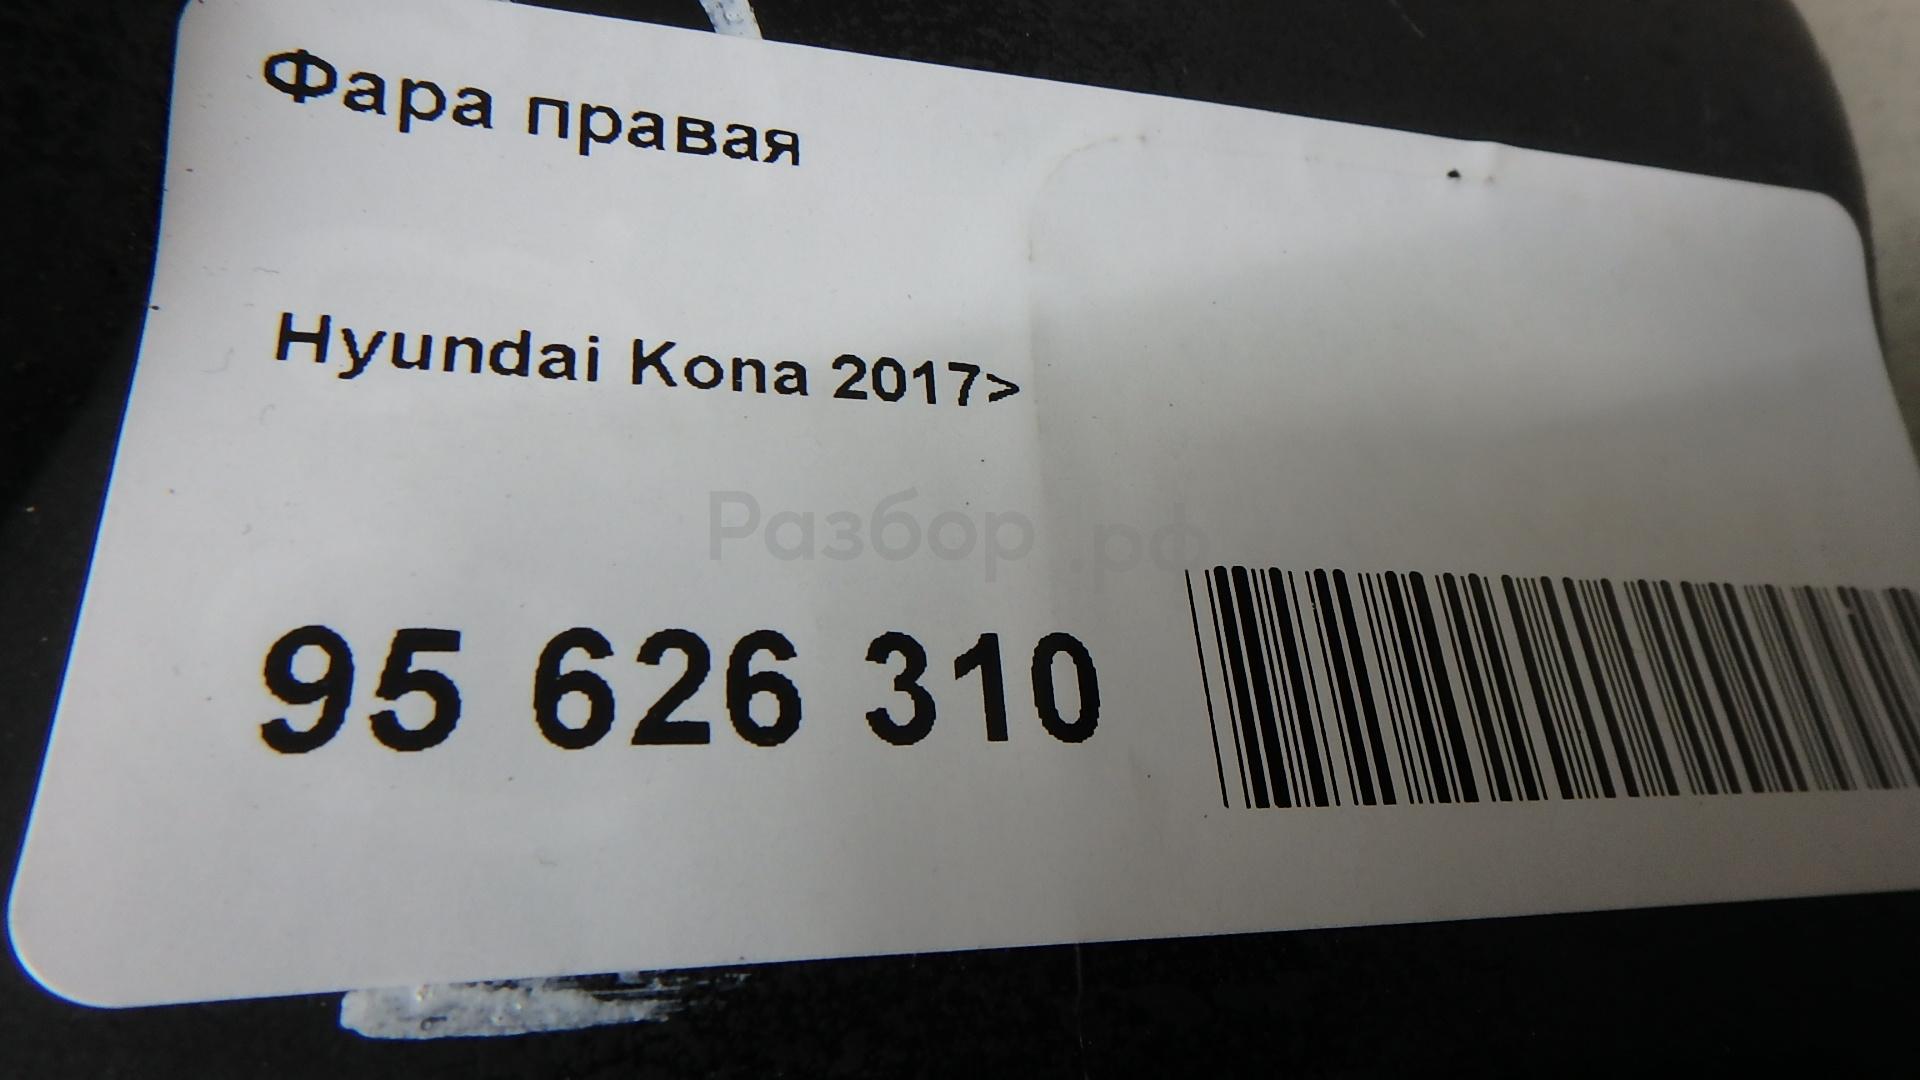 Фара правая
Hyundai Kona 2017>
Разбор.рф
95 626 310